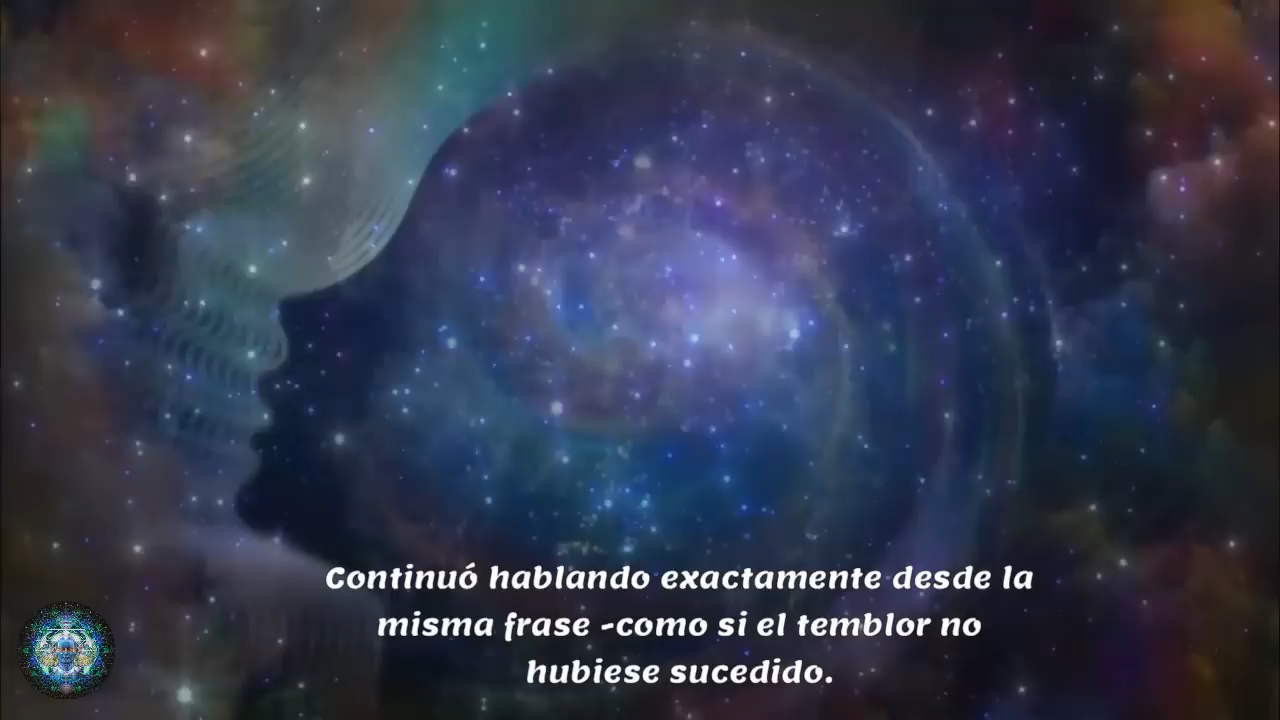 Continuó hablando exactamente desde la
misma frase -como si el temblor no
hubiese sucedido.